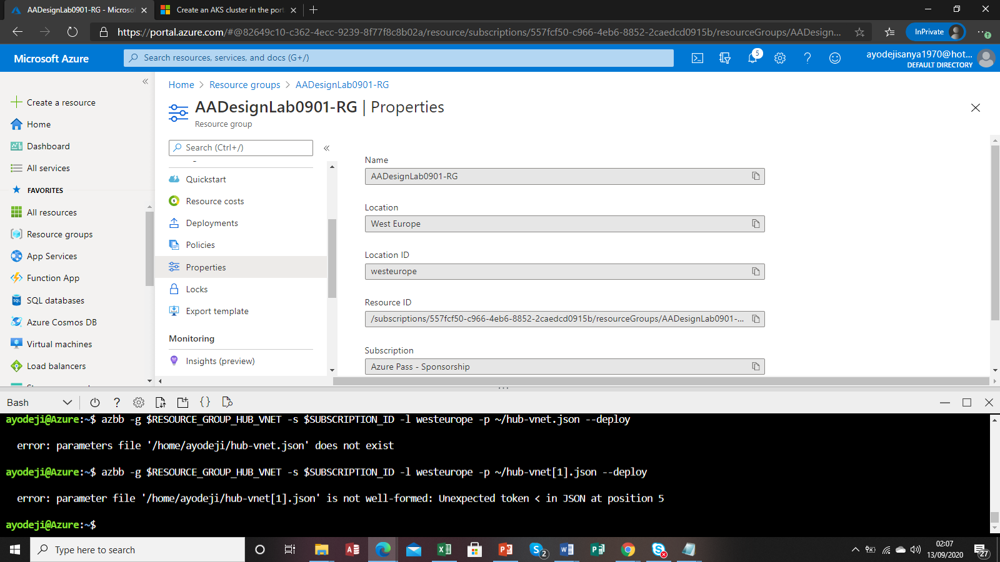 AADesignLab0901-RG - Microso
Create an AKS cluster in the port
https://portal.azure.com/#@82649c10-c362-4ecc-9239-8f77f8c8b02a/resource/subscriptions/557fcf50-c966-4eb6-8852-2caedcd0915b/resourceGroups/AADesign...
InPrivate
Microsoft Azure
Search resources, services, and docs (G+/)
5
ayodejisanya1970@hot...
DEFAULT DIRECTORY
Create a resource
Home
Dashboard
All services
FAVORITES
All resources
Resource groups
App Services
Function App
SQL databases
Azure Cosmos DB
Virtual machines
Load balancers
Home > Resource groups > AADesignLab0901-RG
AADesignLab0901-RG | Properties
Resource group
Search (Ctrl+/)
Quickstart
Resource costs
Deployments
Policies
Properties
Locks
Export template
Monitoring
Insights (preview)
Name
AADesignLab0901-RG
Location
West Europe
Location ID
westeurope
Resource ID
/subscriptions/557fcf50-c966-4eb6-8852-2caedcd0915b/resourceGroups/AADesignLab0901-...
Subscription
Azure Pass - Sponsorship
Bash
ayodeji@Azure:~$ azbb -g $RESOURCE_GROUP_HUB_VNET -s $SUBSCRIPTION_ID -l westeurope -p ~/hub-vnet.json --deploy
error: parameters file '/home/ayodeji/hub-vnet.json' does not exist
ayodeji@Azure:~$ azbb -g $RESOURCE_GROUP_HUB_VNET -s $SUBSCRIPTION_ID -l westeurope -p ~/hub-vnet[1].json --deploy
error: parameter file '/home/ayodeji/hub-vnet[1].json' is not well-formed: Unexpected token < in JSON at position 5
ayodeji@Azure:~$
Type here to search
2
02:07
13/09/2020
27